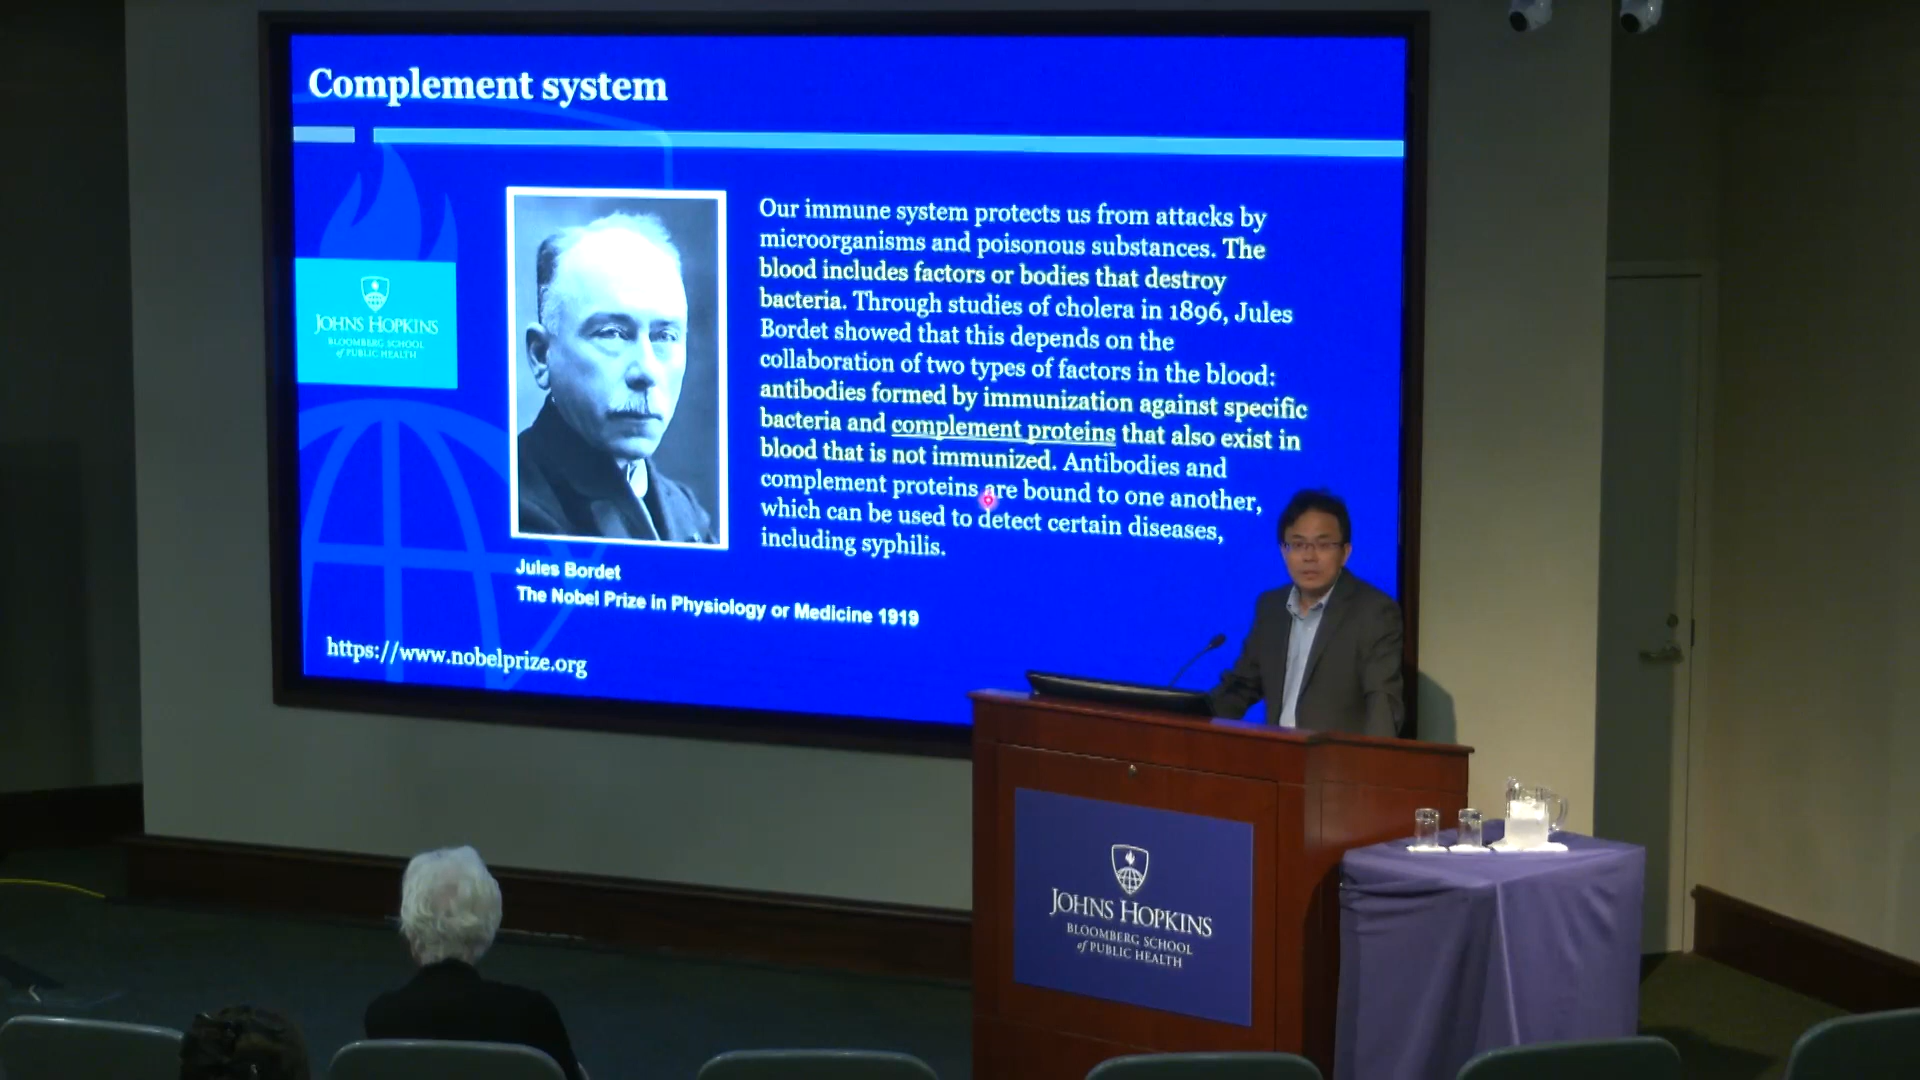 Complement system
JOHNS HOPKINS
BLOOMBERG SCHOOL
of PUBLIC HEALTH
Our immune system protects us from attacks by
microorganisms and poisonous substances. The
blood includes factors or bodies that destroy
bacteria. Through studies of cholera in 1896, Jules
Bordet showed that this depends on the
collaboration of two types of factors in the blood:
antibodies formed by immunization against specific
bacteria and complement proteins that also exist in
blood that is not immunized. Antibodies and
complement proteins are bound to one another,
which can be used to detect certain diseases,
including syphilis.
Jules Bordet
The Nobel Prize in Physiology or Medicine 1919
https://www.nobelprize.org
JOHNS HOPKINS
BLOOMBERG SCHOOL
of PUBLIC HEALTH